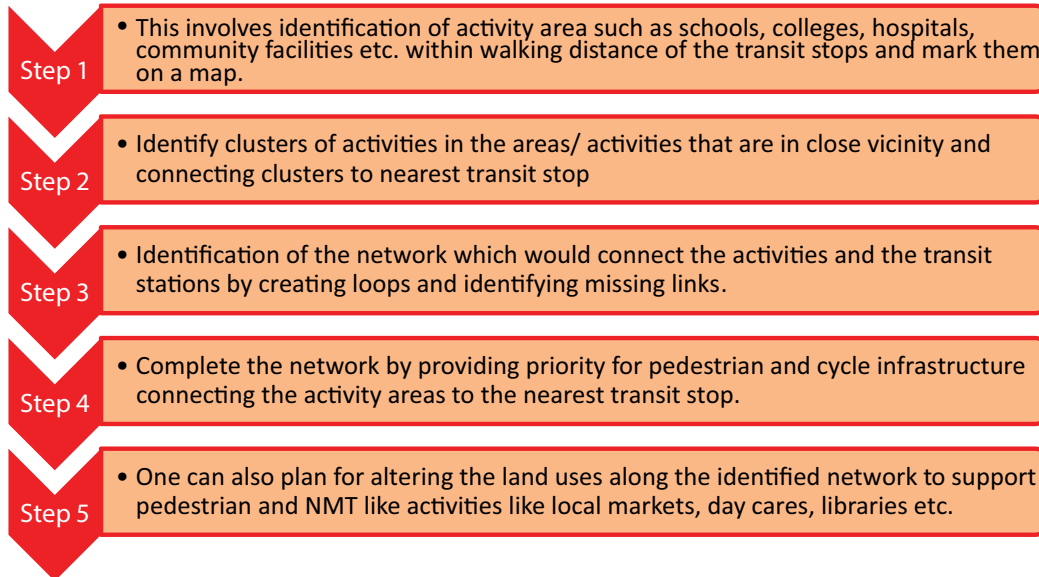 Step 1
• This involves identification of activity area such as schools, colleges, hospitals,
community facilities etc. within walking distance of the transit stops and mark them
on a map.
Step 2
• Identify clusters of activities in the areas/ activities that are in close vicinity and
connecting clusters to nearest transit stop
Step 3
• Identification of the network which would connect the activities and the transit
stations by creating loops and identifying missing links.
Step 4
• Complete the network by providing priority for pedestrian and cycle infrastructure
connecting the activity areas to the nearest transit stop.
Step 5
• One can also plan for altering the land uses along the identified network to support
pedestrian and NMT like activities like local markets, day cares, libraries etc.